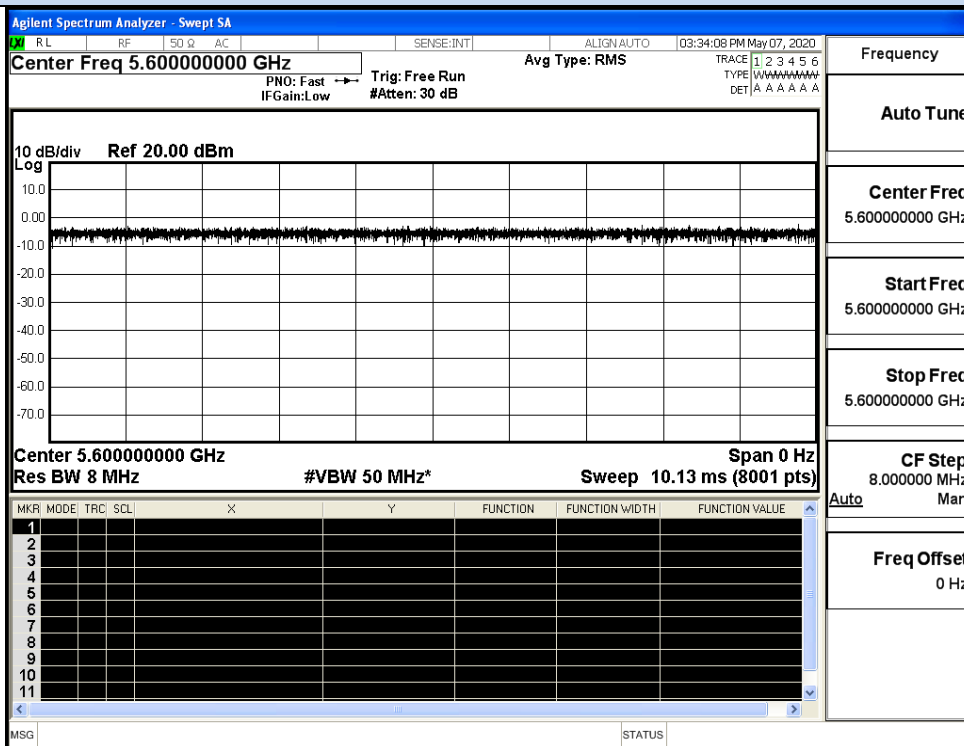 Agilent Spectrum Analyzer - Swept SA
LXI RL RF 50 Ω AC SENSE:INT ALIGN AUTO 03:34:08 PM May 07, 2020
Center Freq 5.600000000 GHz
PNO: Fast
IFGain:Low
Trig: Free Run
#Atten: 30 dB
Avg Type: RMS
TRACE 1 2 3 4 5 6
TYPE WWWWWW
DET A A A A A A
10 dB/div Ref 20.00 dBm
Log
10.0
0.00
-10.0
-20.0
-30.0
-40.0
-50.0
-60.0
-70.0
Center 5.600000000 GHz Span 0 Hz
Res BW 8 MHz #VBW 50 MHz* Sweep 10.13 ms (8001 pts)
MKR MODE TRC SCL X Y FUNCTION FUNCTION WIDTH FUNCTION VALUE
1
2
3
4
5
6
7
8
9
10
11
MSG STATUS
Frequency
Auto Tune
Center Freq
5.600000000 GHz
Start Freq
5.600000000 GHz
Stop Freq
5.600000000 GHz
CF Step
8.000000 MHz
Auto Man
Freq Offset
0 Hz